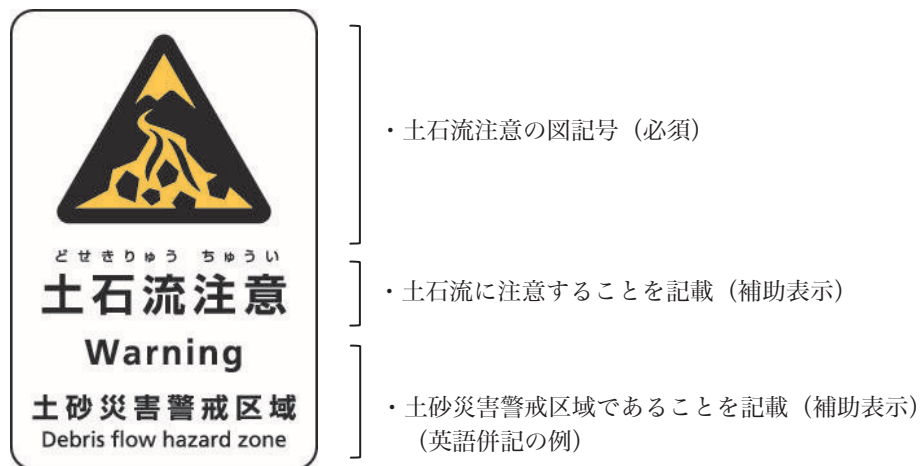 どせきりゅう ちゅうい
土石流注意
Warning
土砂災害警戒区域
Debris flow hazard zone
・土石流注意の図記号（必須）
・土石流に注意することを記載（補助表示）
・土砂災害警戒区域であることを記載（補助表示）
（英語併記の例）